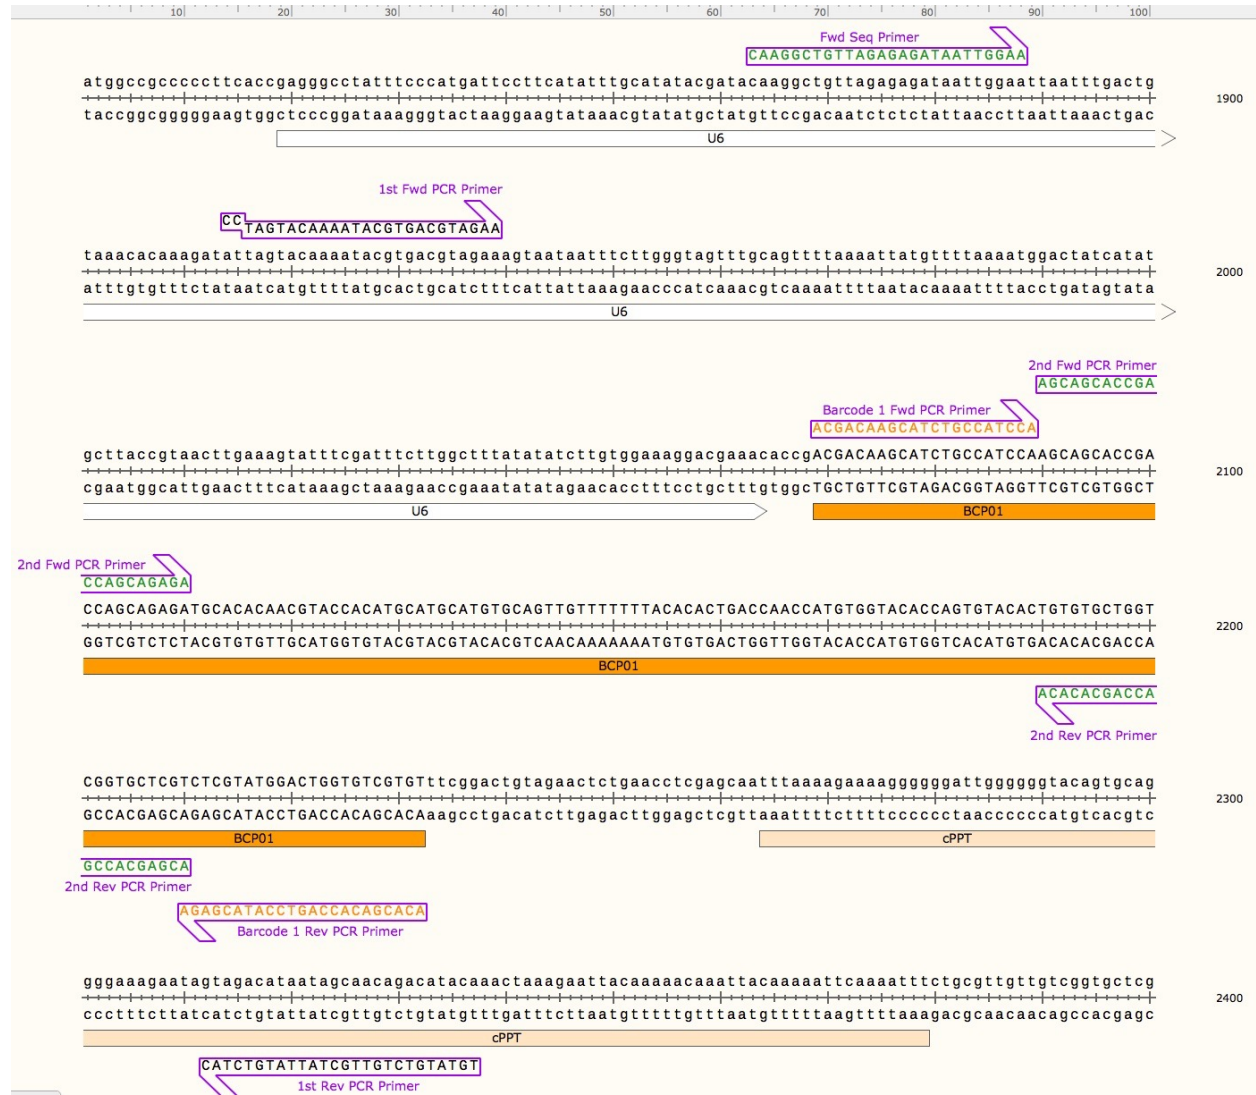 10 20 30 40 50 60 70 80 90 100
Fwd Seq Primer
CAAGGCTGTTAGAGAGATAATTGGAA
atggccgcccccttcaccgagggcctatttcccatgattccttcatatttgcatatacgatacaaggctgttagagagataattggaattaatttgactg
1900
taccggcgggggaagtggctcccggataaagggtactaaggaagtataaacgtatatgctatgttccgacaatctctctattaaccttaattaaactgac
U6
1st Fwd PCR Primer
CC
TAGTACAAAATACGTGACGTAGAA
taaacacaaagatattagtacaaaatacgtgacgtagaaagtaataatttcttgggtagtttgcagttttaaaattatgttttaaaatggactatcatat
2000
atttgtgtttctataatcatgttttatgcactgcatctttcattattaaagaacccatcaaacgtcaaaattttaatacaaaattttacctgatagtata
U6
2nd Fwd PCR Primer
AGCAGCACCGA
Barcode 1 Fwd PCR Primer
ACGACAAGCATCTGCCATCCA
gcttaccgtaacttgaaagtatttcgatttcttggctttatatatcttgtggaaaggacgaaacaccgACGACAAGCATCTGCCATCCAAGCAGCACCGA
2100
cgaatggcattgaactttcataaagctaaagaaccgaaatatatagaacacctttcctgctttgtggcTGCTGTTCGTAGACGGTAGGTTCGTCGTGGCT
U6 BCP01
2nd Fwd PCR Primer
CCAGCAGAGA
CCAGCAGAGATGCACACAACGTACCACATGCATGCATGTGCAGTTGTTTTTTTACACACTGACCAACCATGTGGTACACCAGTGTACACTGTGTGCTGGT
2200
GGTCGTCTCTACGTGTGTTGCATGGTGTACGTACGTACACGTCAACAAAAAAATGTGTGACTGGTTGGTACACCATGTGGTCACATGTGACACACGACCA
BCP01
ACACACGACCA
2nd Rev PCR Primer
CGGTGCTCGTCTCGTATGGACTGGTGTCGTGTttcggactgtagaactctgaacctcgagcaatttaaaagaaaaggggggattggggggtacagtgcag
2300
GCCACGAGCAGAGCATACCTGACCACAGCACAaagcctgacatcttgagacttggagctcgttaaattttcttttccccccctaaccccccatgtcacgtc
BCP01 cPPT
GCCACGAGCA
2nd Rev PCR Primer
AGAGCATACCTGACCACAGCACA
Barcode 1 Rev PCR Primer
gggaaagaatagtagacataatagcaacagacatacaaactaaagaattacaaaaacaaattacaaaaattcaaaatttctgcgttgttgtcggtgctcg
2400
ccctttcttatcatctgtattatcgttgtctgtatgtttgatttcttaatgtttttgtttaatgtttttaagttttaaagacgcaacaacagccacgagc
cPPT
CATCTGTATTATCGTTGTCTGTATGT
1st Rev PCR Primer